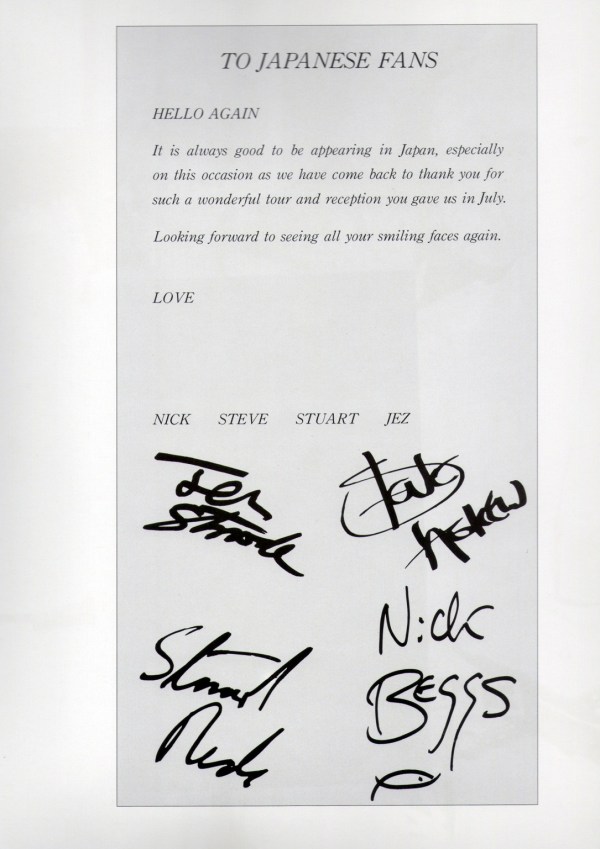 TO JAPANESE FANS
HELLO AGAIN
It is always good to be appearing in Japan, especially
on this occasion as we have come back to thank you for
such a wonderful tour and reception you gave us in July.
Looking forward to seeing all your smiling faces again.
LOVE
NICK STEVE STUART JEZ
Jez
Strode
Askew
Stuart
Neale
Nick
BEGGS